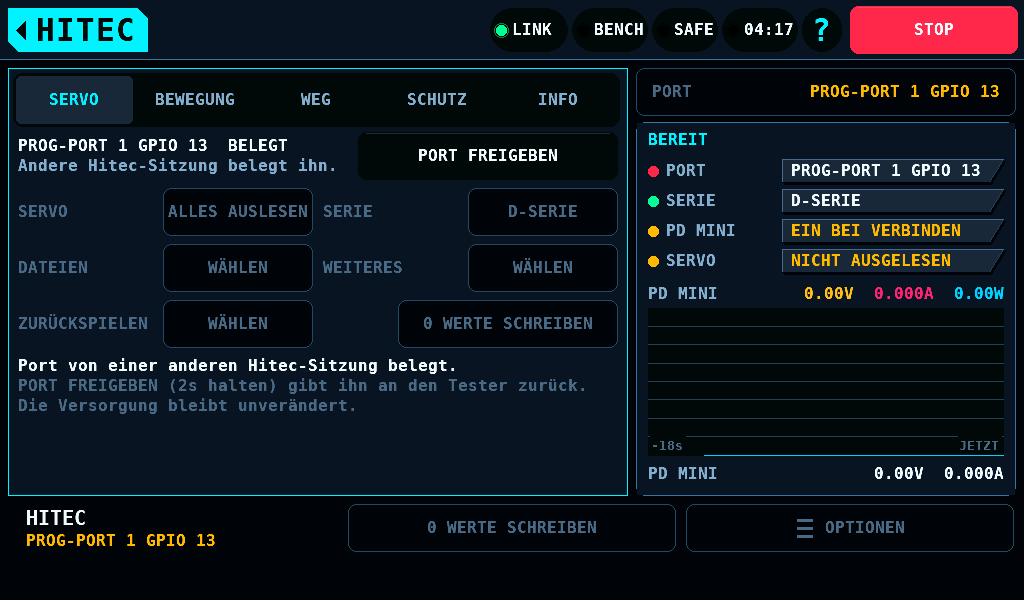 HITEC
LINK
BENCH
SAFE
04:17
?
STOP
SERVO
BEWEGUNG
WEG
SCHUTZ
INFO
PROG-PORT 1 GPIO 13  BELEGT
Andere Hitec-Sitzung belegt ihn.
PORT FREIGEBEN
SERVO
ALLES AUSLESEN
SERIE
D-SERIE
DATEIEN
WÄHLEN
WEITERES
WÄHLEN
ZURÜCKSPIELEN
WÄHLEN
0 WERTE SCHREIBEN
Port von einer anderen Hitec-Sitzung belegt.
PORT FREIGEBEN (2s halten) gibt ihn an den Tester zurück.
Die Versorgung bleibt unverändert.
PORT
PROG-PORT 1 GPIO 13
BEREIT
PORT
PROG-PORT 1 GPIO 13
SERIE
D-SERIE
PD MINI
EIN BEI VERBINDEN
SERVO
NICHT AUSGELESEN
PD MINI
0.00V
0.000A
0.00W
-18s
JETZT
PD MINI
0.00V
0.000A
HITEC
PROG-PORT 1 GPIO 13
0 WERTE SCHREIBEN
OPTIONEN